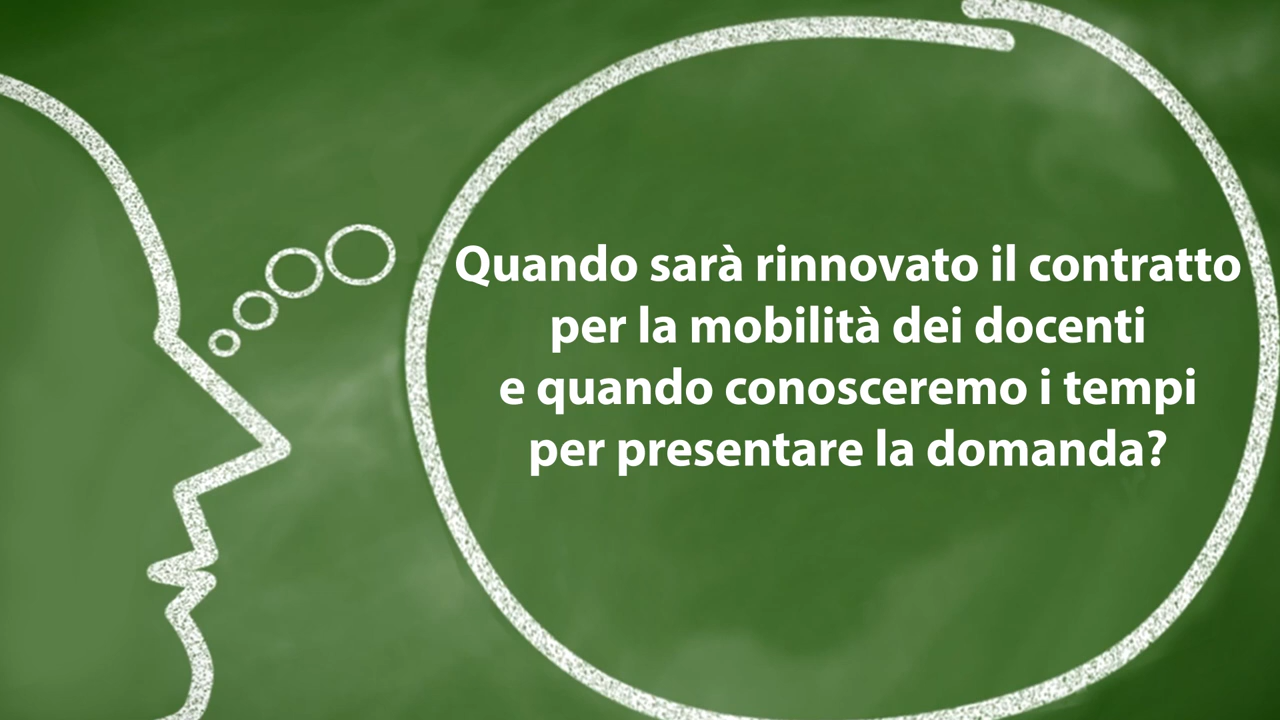 Quando sarà rinnovato il contratto
per la mobilità dei docenti
e quando conosceremo i tempi
per presentare la domanda?